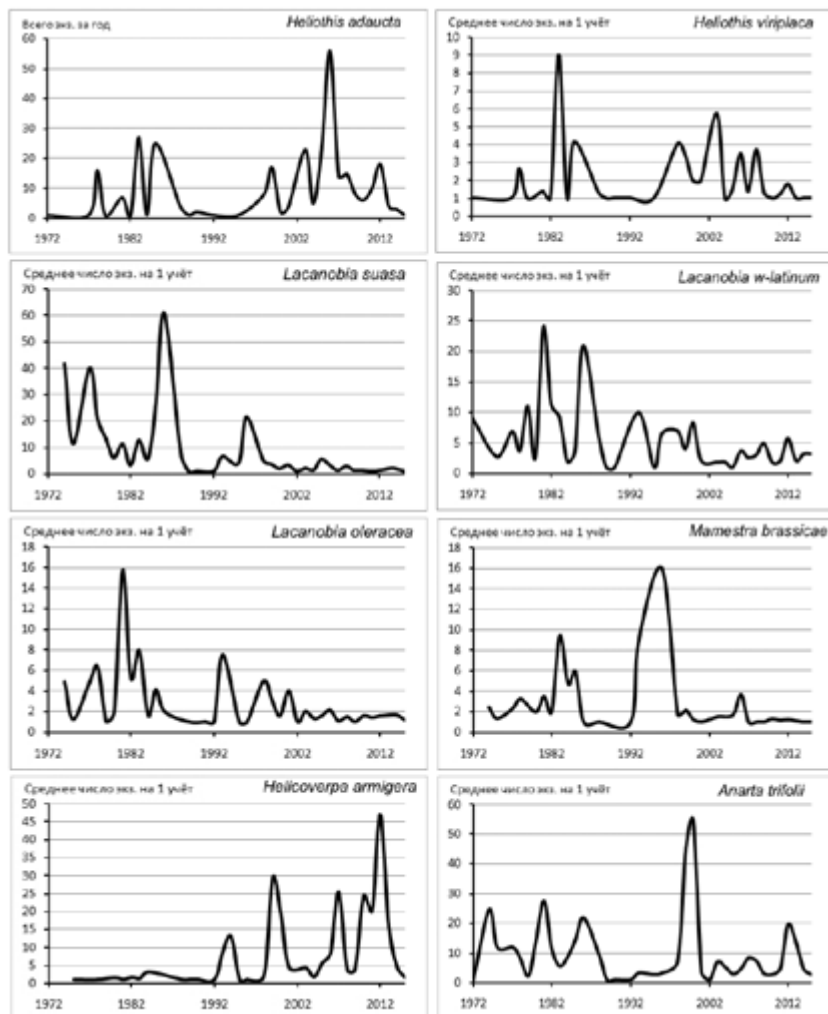 Всего экз. за год
Heliothis adaucta
60
50
40
30
20
10
0
1972 1982 1992 2002 2012
Среднее число экз. на 1 учёт
Heliothis viriplaca
10
9
8
7
6
5
4
3
2
1
0
1972 1982 1992 2002 2012
Среднее число экз. на 1 учёт
Lacanobia suasa
70
60
50
40
30
20
10
0
1972 1982 1992 2002 2012
Среднее число экз. на 1 учёт
Lacanobia w-latinum
30
25
20
15
10
5
0
1972 1982 1992 2002 2012
Среднее число экз. на 1 учёт
Lacanobia oleracea
18
16
14
12
10
8
6
4
2
0
1972 1982 1992 2002 2012
Среднее число экз. на 1 учёт
Mamestra brassicae
18
16
14
12
10
8
6
4
2
0
1972 1982 1992 2002 2012
Среднее число экз. на 1 учёт
Helicoverpa armigera
50
45
40
35
30
25
20
15
10
5
0
1972 1982 1992 2002 2012
Среднее число экз. на 1 учёт
Anarta trifolii
60
50
40
30
20
10
0
1972 1982 1992 2002 2012